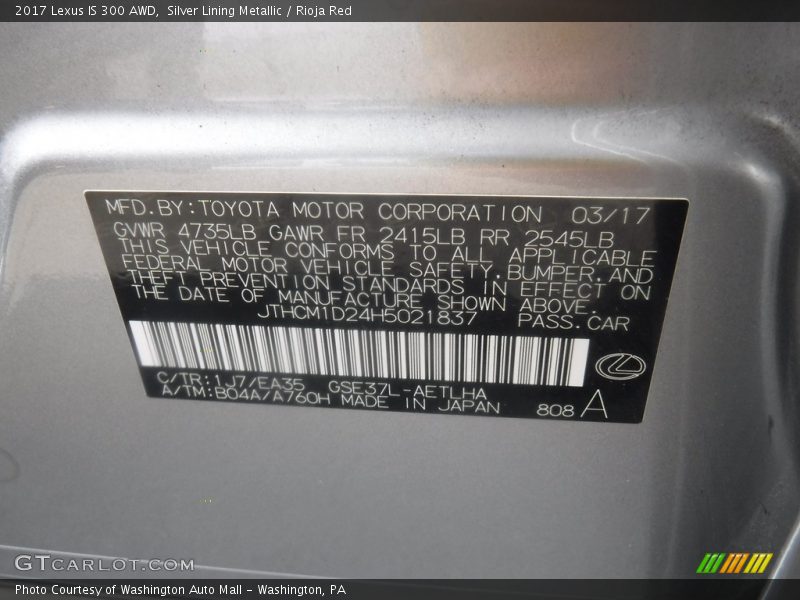 2017 Lexus IS 300 AWD, Silver Lining Metallic / Rioja Red
MFD.BY:TOYOTA MOTOR CORPORATION 03/17
GVWR 4735LB GAWR FR 2415LB RR 2545LB
THIS VEHICLE CONFORMS TO ALL APPLICABLE
FEDERAL MOTOR VEHICLE SAFETY,BUMPER,AND
THEFT PREVENTION STANDARDS IN EFFECT ON
THE DATE OF MANUFACTURE SHOWN ABOVE.
JTHCM1D24H5021837 PASS.CAR
C/TR:1J7/EA35 GSE37L-AETLHA
A/TM:B04A/A760H MADE IN JAPAN 808 A
GTCARLOT.COM
Photo Courtesy of Washington Auto Mall - Washington, PA